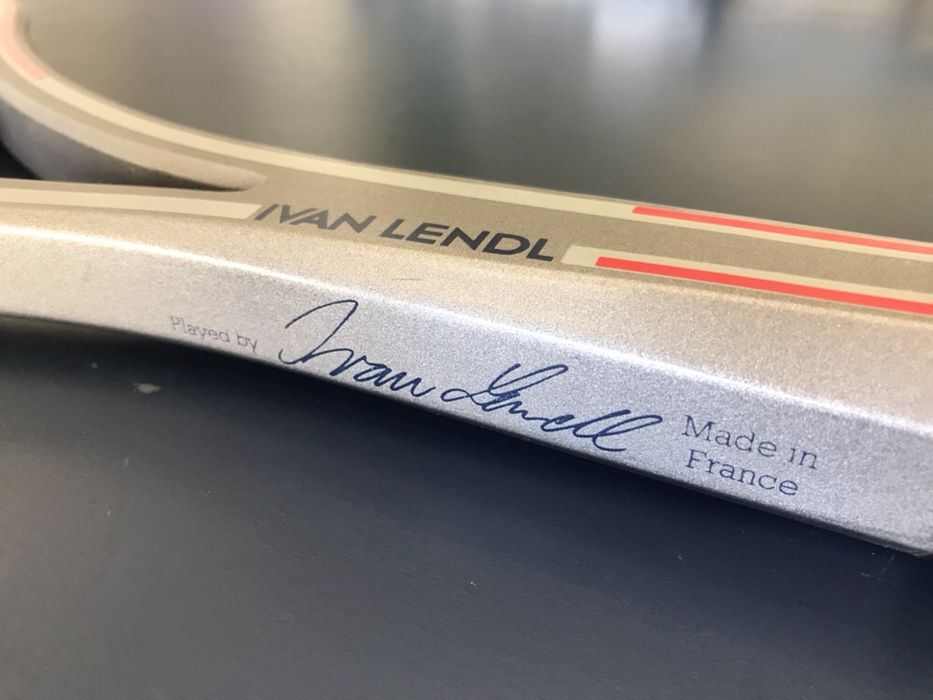 IVAN LENDL
Played by Ivan Lendl
Made in
France